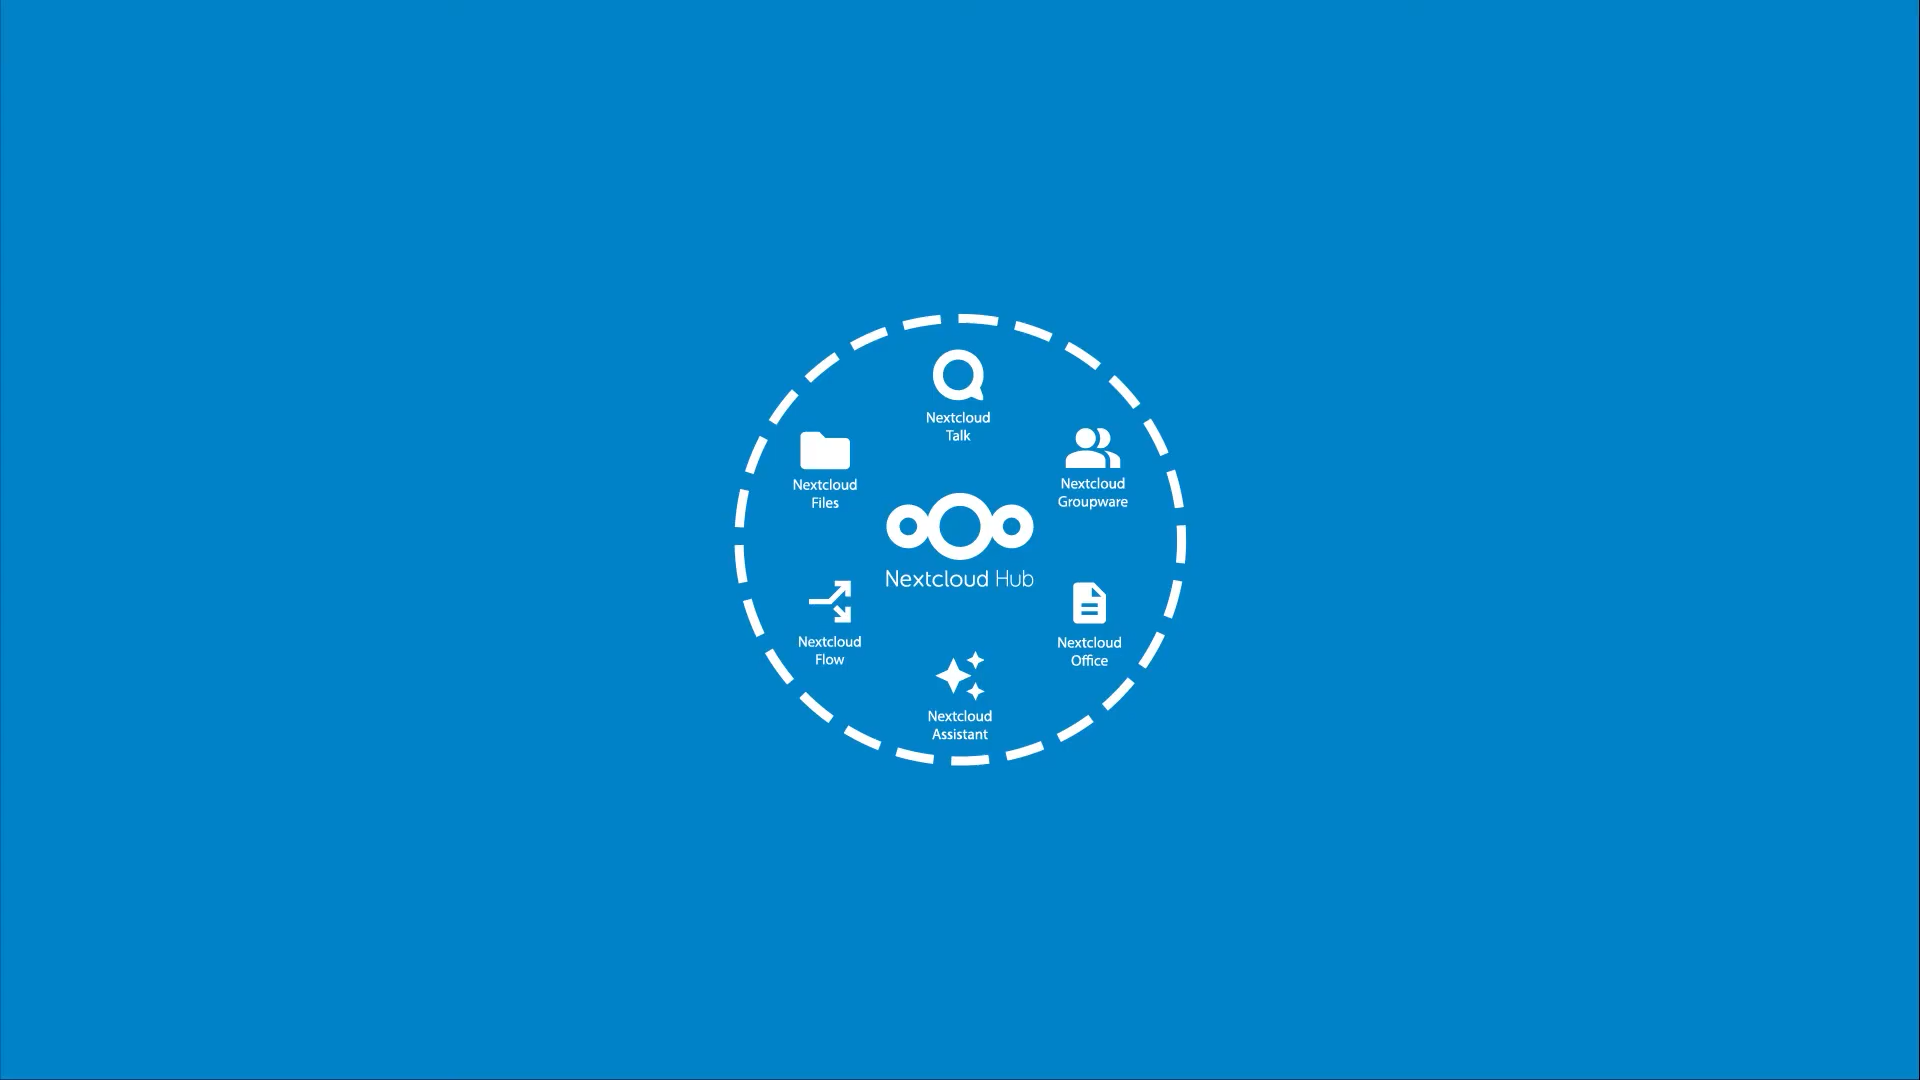 Nextcloud
Talk
Nextcloud
Files
Nextcloud
Groupware
Nextcloud Hub
Nextcloud
Flow
Nextcloud
Office
Nextcloud
Assistant